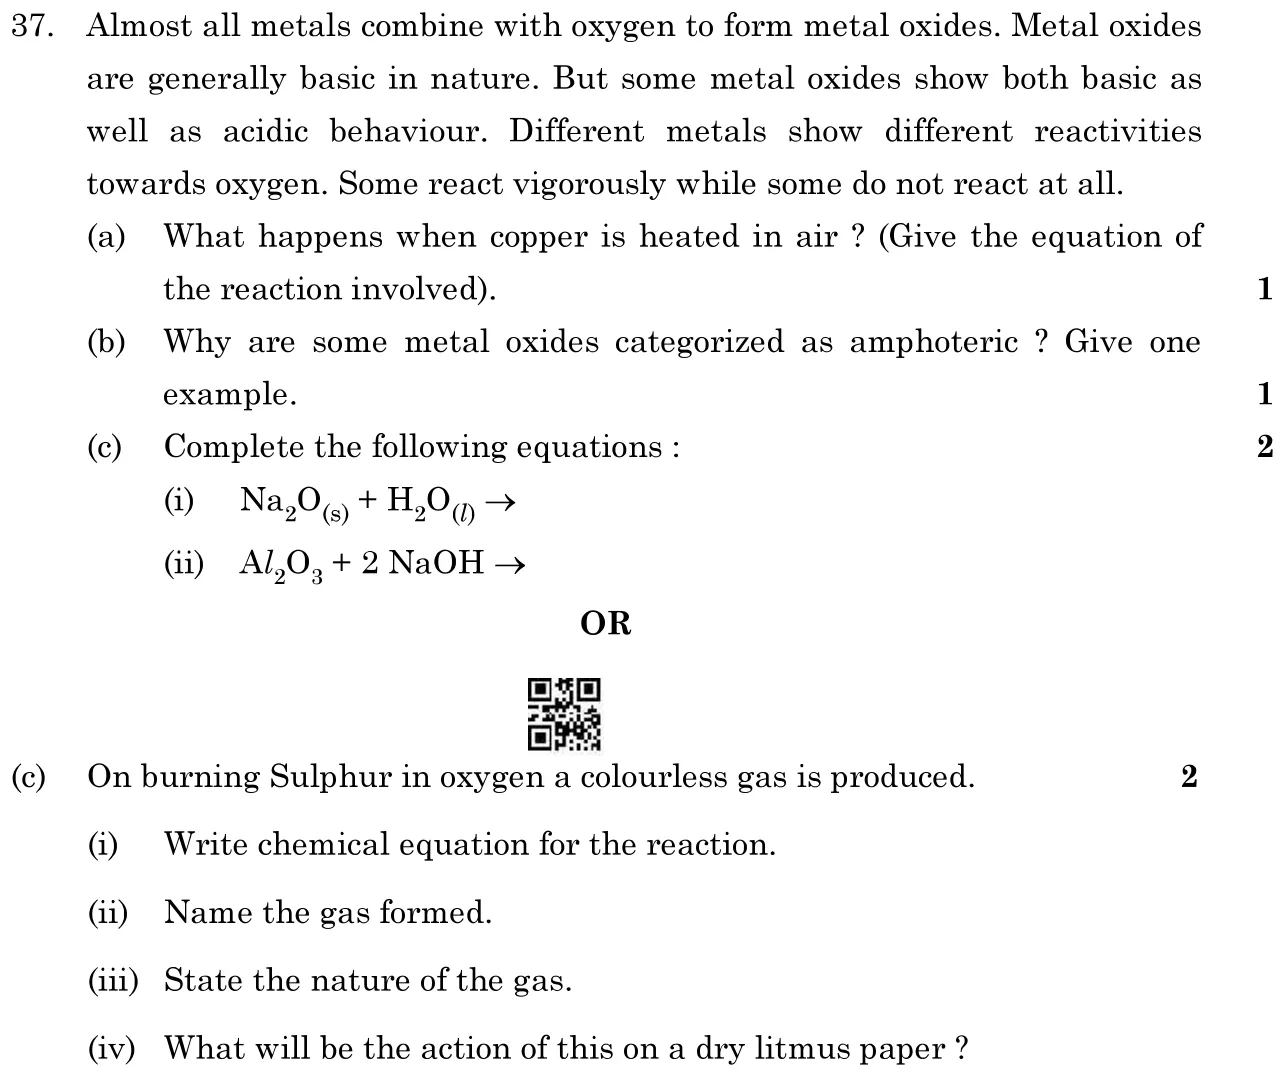 37. Almost all metals combine with oxygen to form metal oxides. Metal oxides
are generally basic in nature. But some metal oxides show both basic as
well as acidic behaviour. Different metals show different reactivities
towards oxygen. Some react vigorously while some do not react at all.
(a) What happens when copper is heated in air ? (Give the equation of
the reaction involved). 1
(b) Why are some metal oxides categorized as amphoteric ? Give one
example. 1
(c) Complete the following equations : 2
(i) Na₂O(s) + H₂O(l) →
(ii) Al₂O₃ + 2 NaOH →
OR
(c) On burning Sulphur in oxygen a colourless gas is produced. 2
(i) Write chemical equation for the reaction.
(ii) Name the gas formed.
(iii) State the nature of the gas.
(iv) What will be the action of this on a dry litmus paper ?